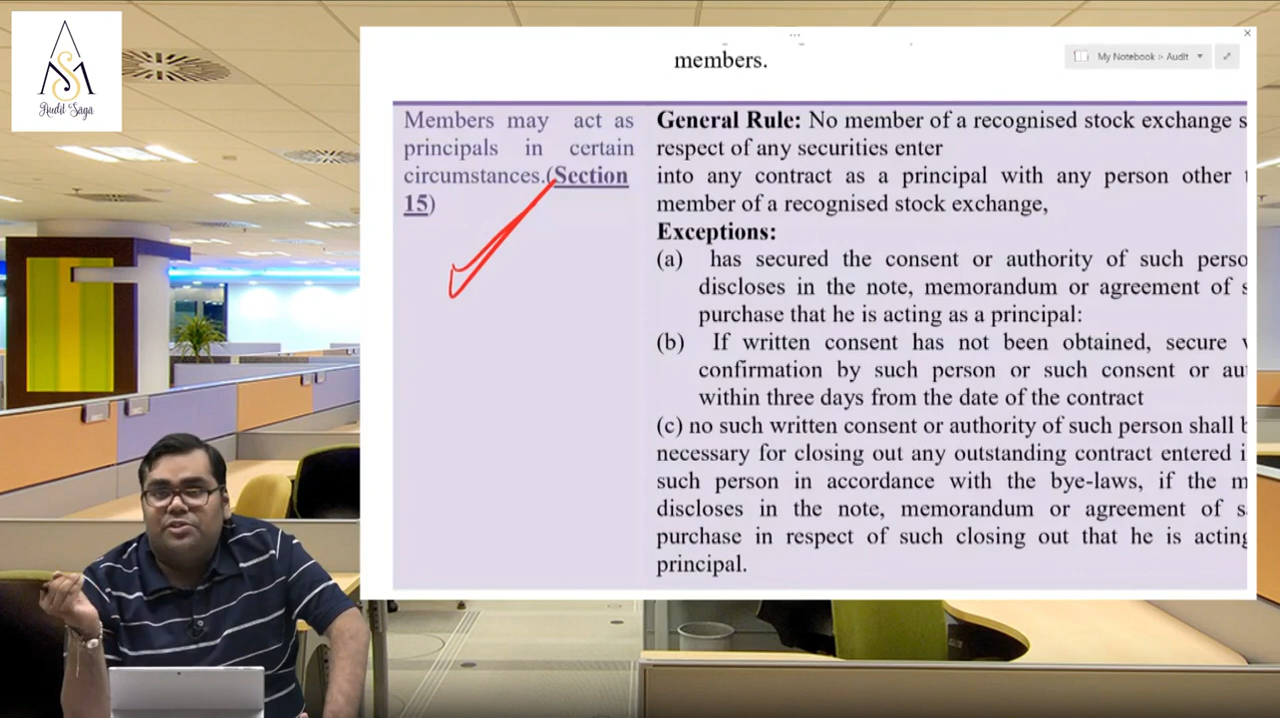 Audit Saga
My Notebook > Audit
members.
Members may act as
principals in certain
circumstances.(Section
15)
General Rule: No member of a recognised stock exchange
respect of any securities enter
into any contract as a principal with any person other
member of a recognised stock exchange,
Exceptions:
(a) has secured the consent or authority of such
discloses in the note, memorandum or agreement of
purchase that he is acting as a principal:
(b) If written consent has not been obtained, secure
confirmation by such person or such consent or
within three days from the date of the contract
(c) no such written consent or authority of such person shall
necessary for closing out any outstanding contract entered
such person in accordance with the bye-laws, if the
discloses in the note, memorandum or agreement of
purchase in respect of such closing out that he is acting
principal.